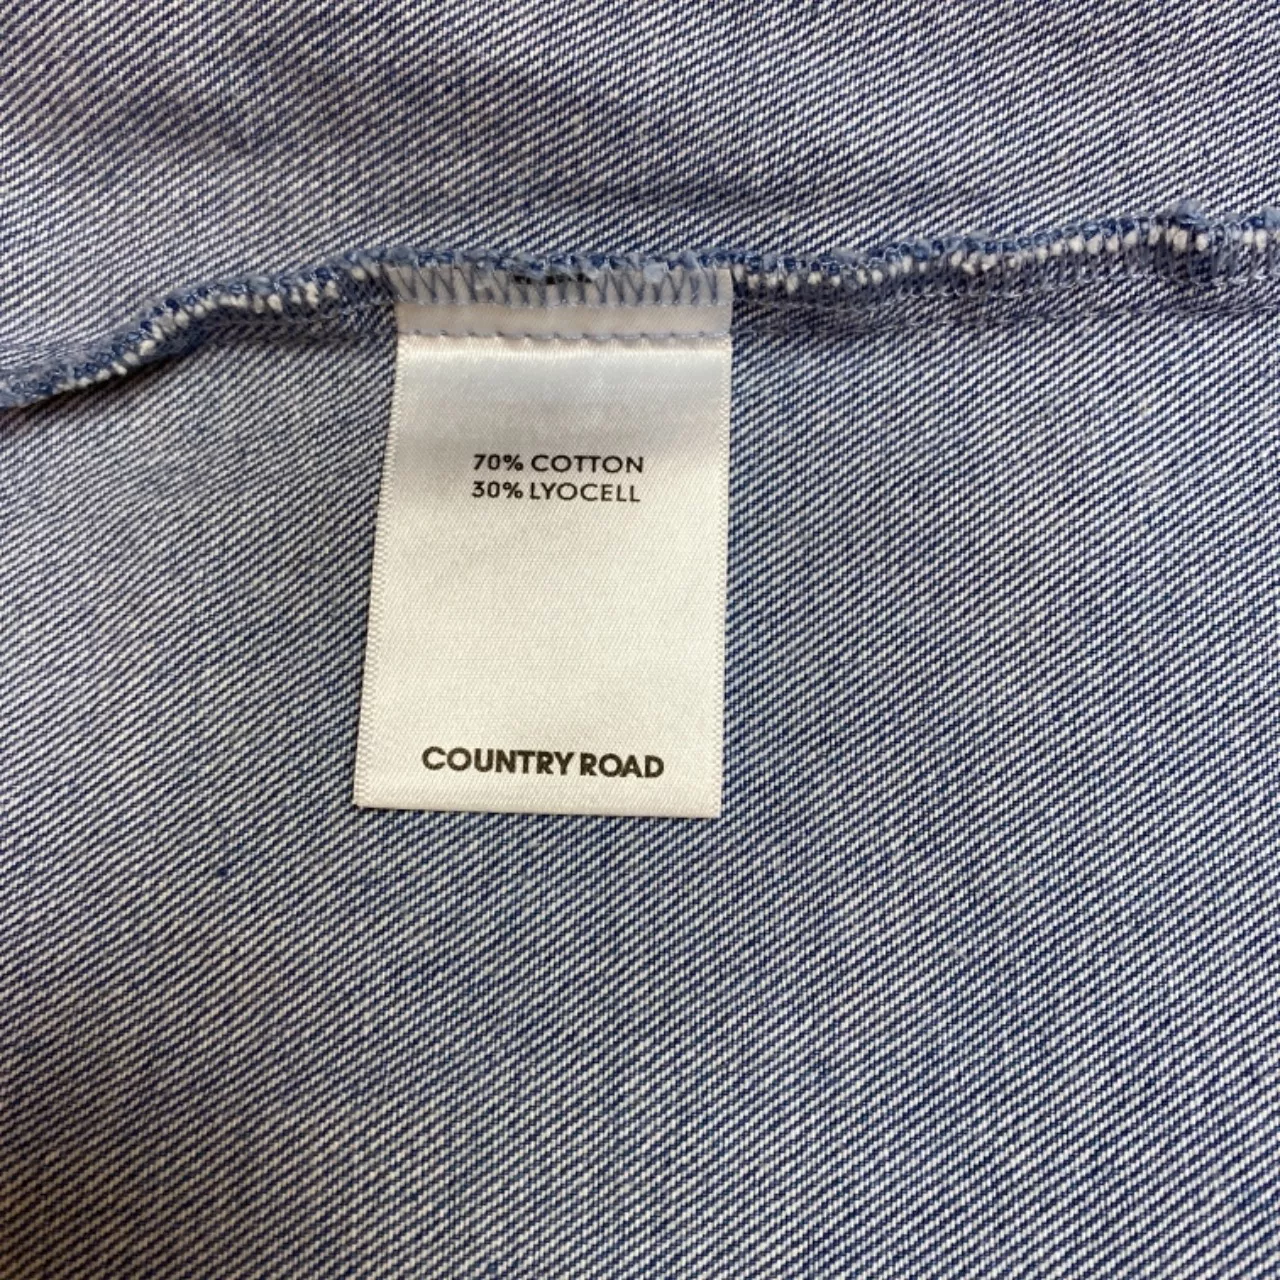 70% COTTON
30% LYOCELL
COUNTRY ROAD